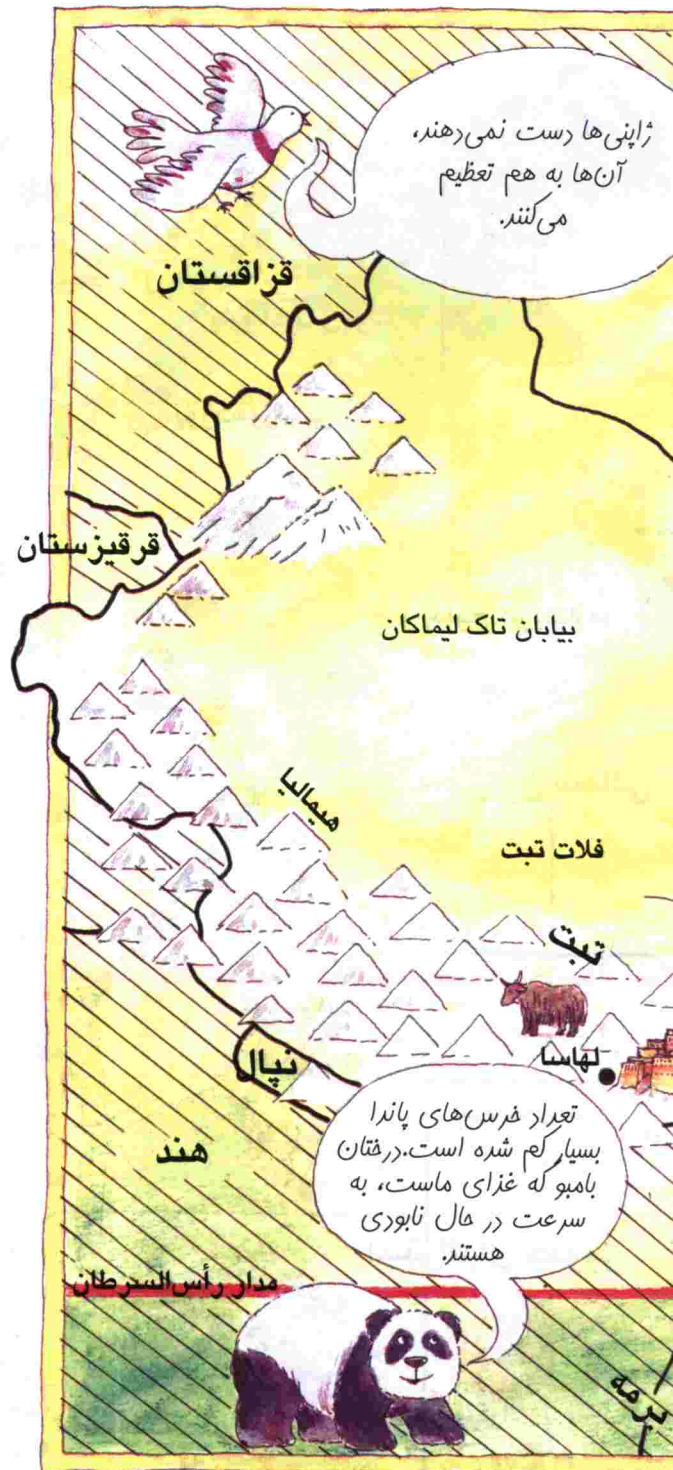 ژاپنی‌ها دست نمی‌دهند،
آن‌ها به هم تعظیم
می‌کنند.
قزاقستان
قرقیزستان
بیابان تاک لیماکان
هیمالیا
فلات تبت
تبت
لهاسا
نپال
هند
تعداد خرس‌های پاندا
بسیار کم شده است. درختان
بامبو که غذای ماست، به
سرعت در حال نابودی
هستند.
مدار رأس‌السرطان
برمه